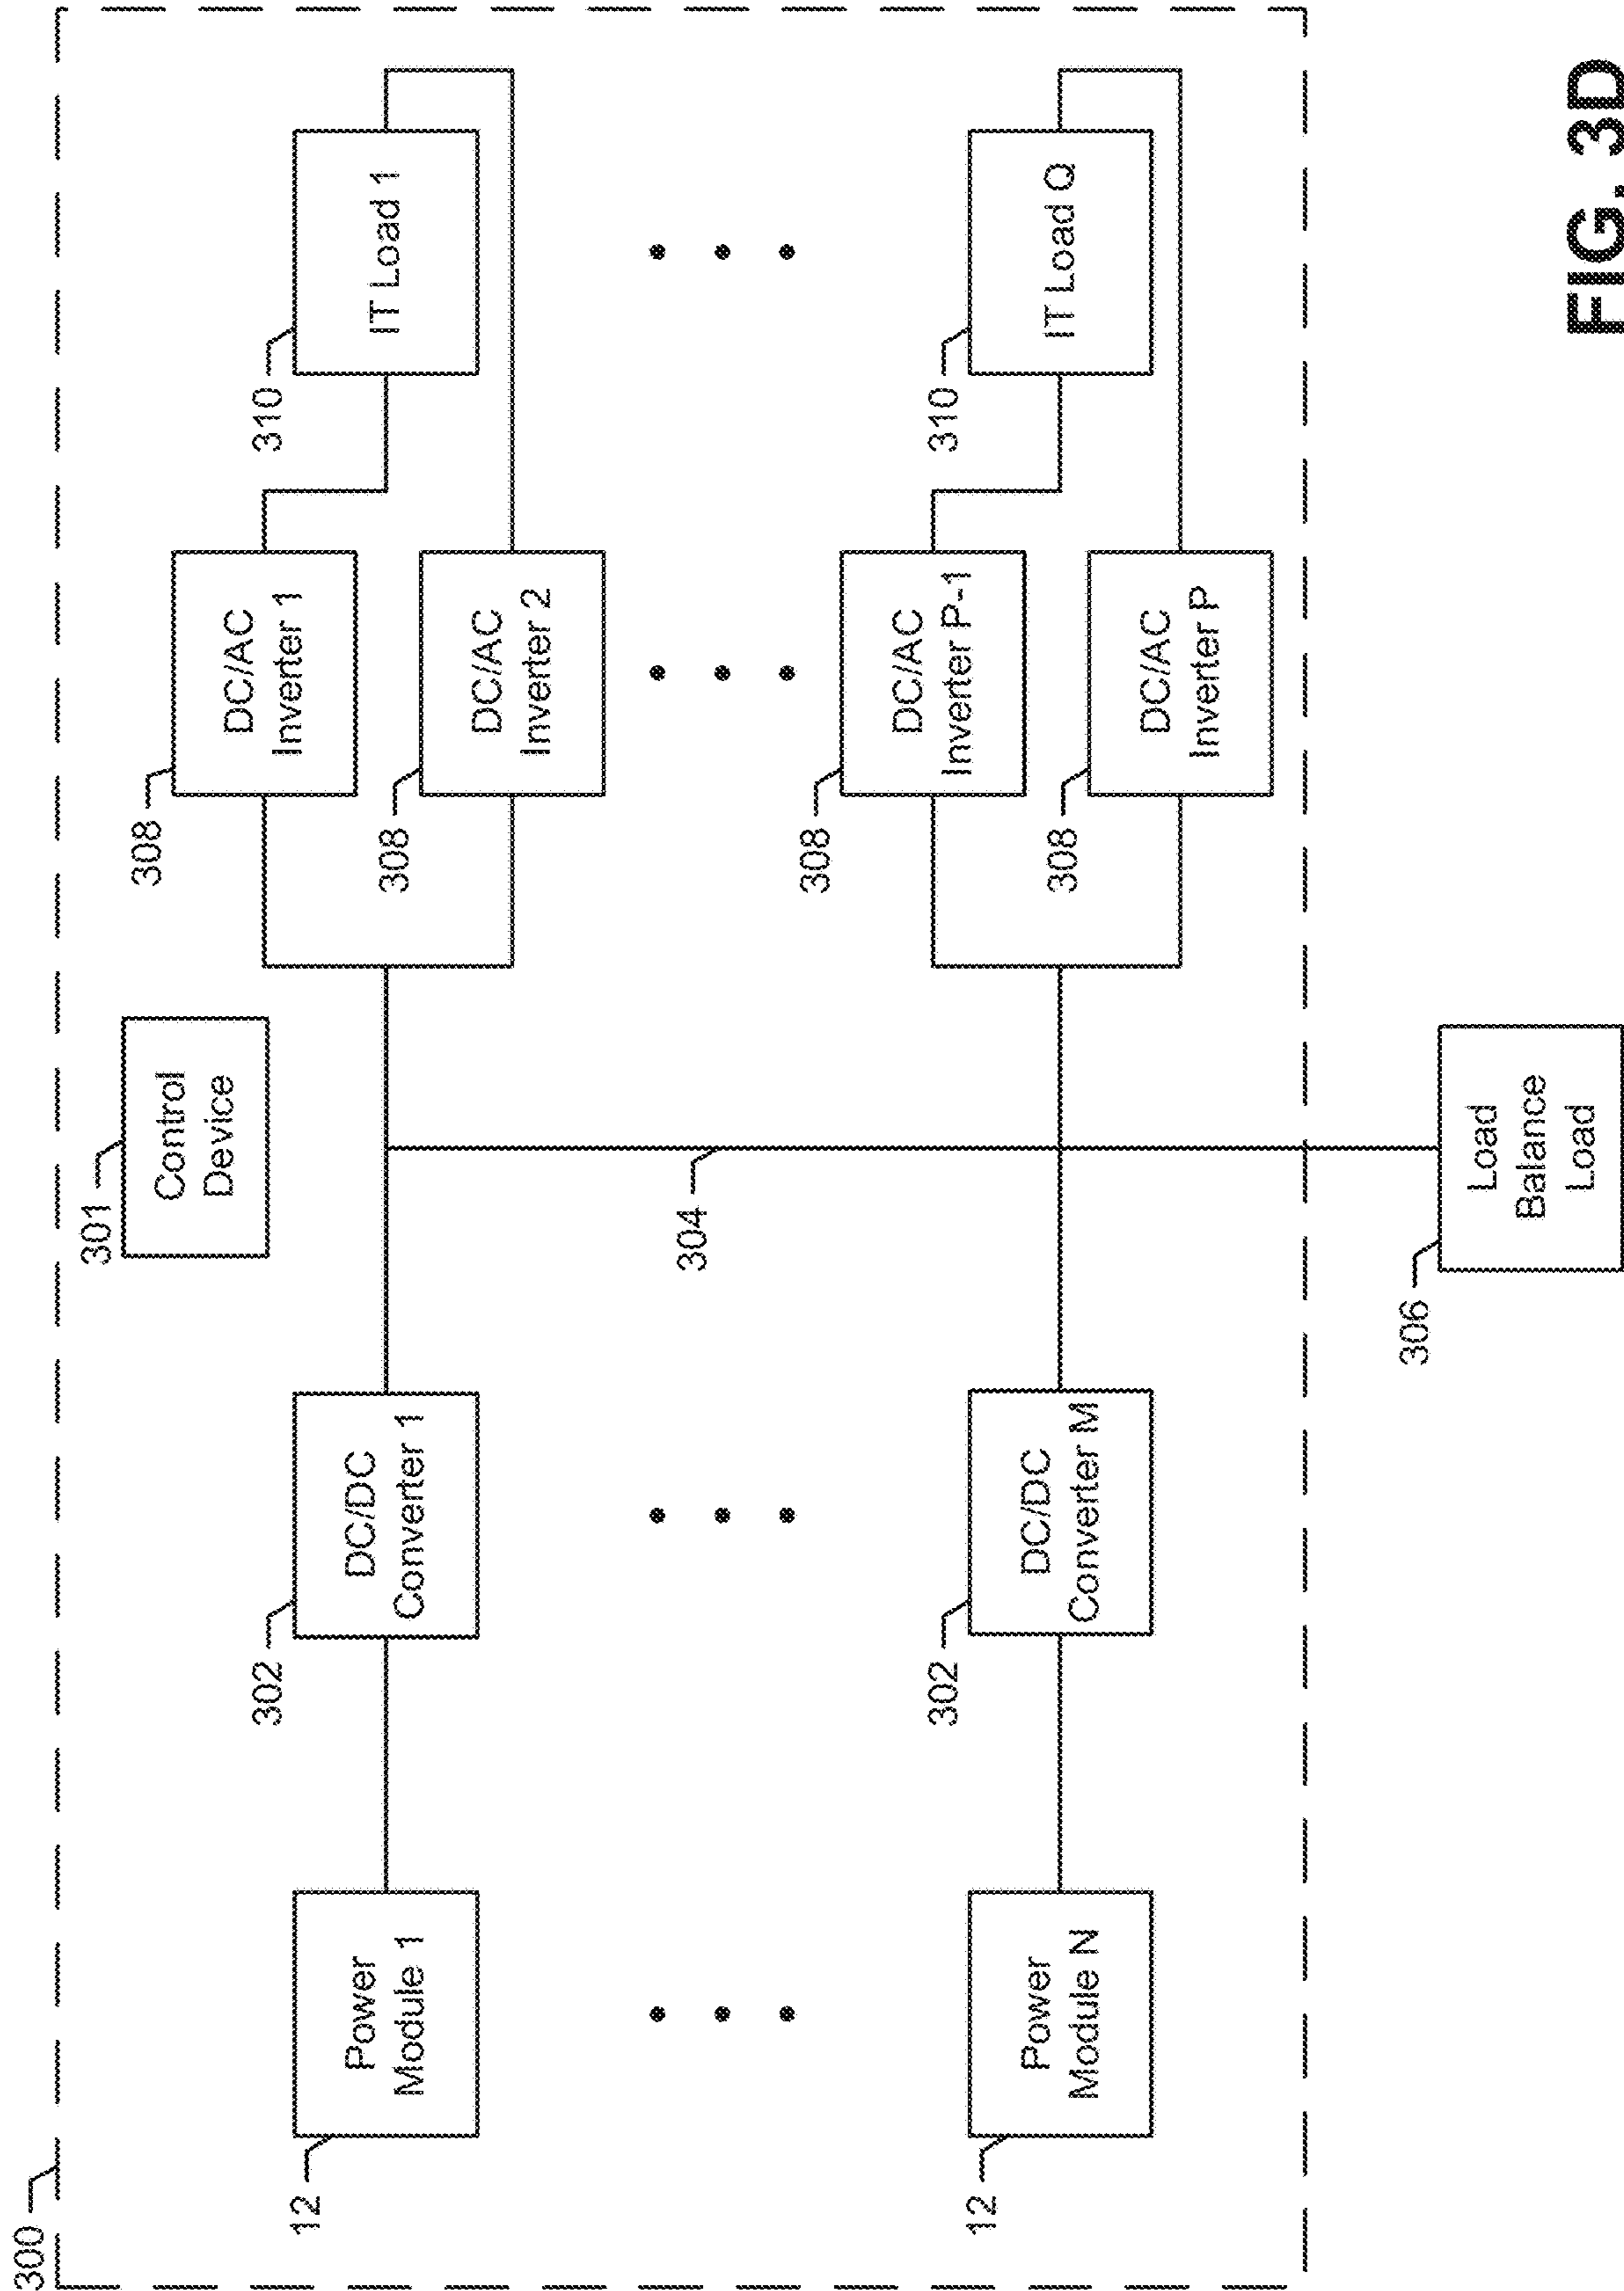 300
301
Control
Device
12
Power
Module 1
302
DC/DC
Converter 1
308
DC/AC
Inverter 1
308
DC/AC
Inverter 2
310
IT Load 1
304
12
Power
Module N
302
DC/DC
Converter M
308
DC/AC
Inverter P-1
308
DC/AC
Inverter P
310
IT Load Q
306
Load
Balance
Load
FIG. 3D